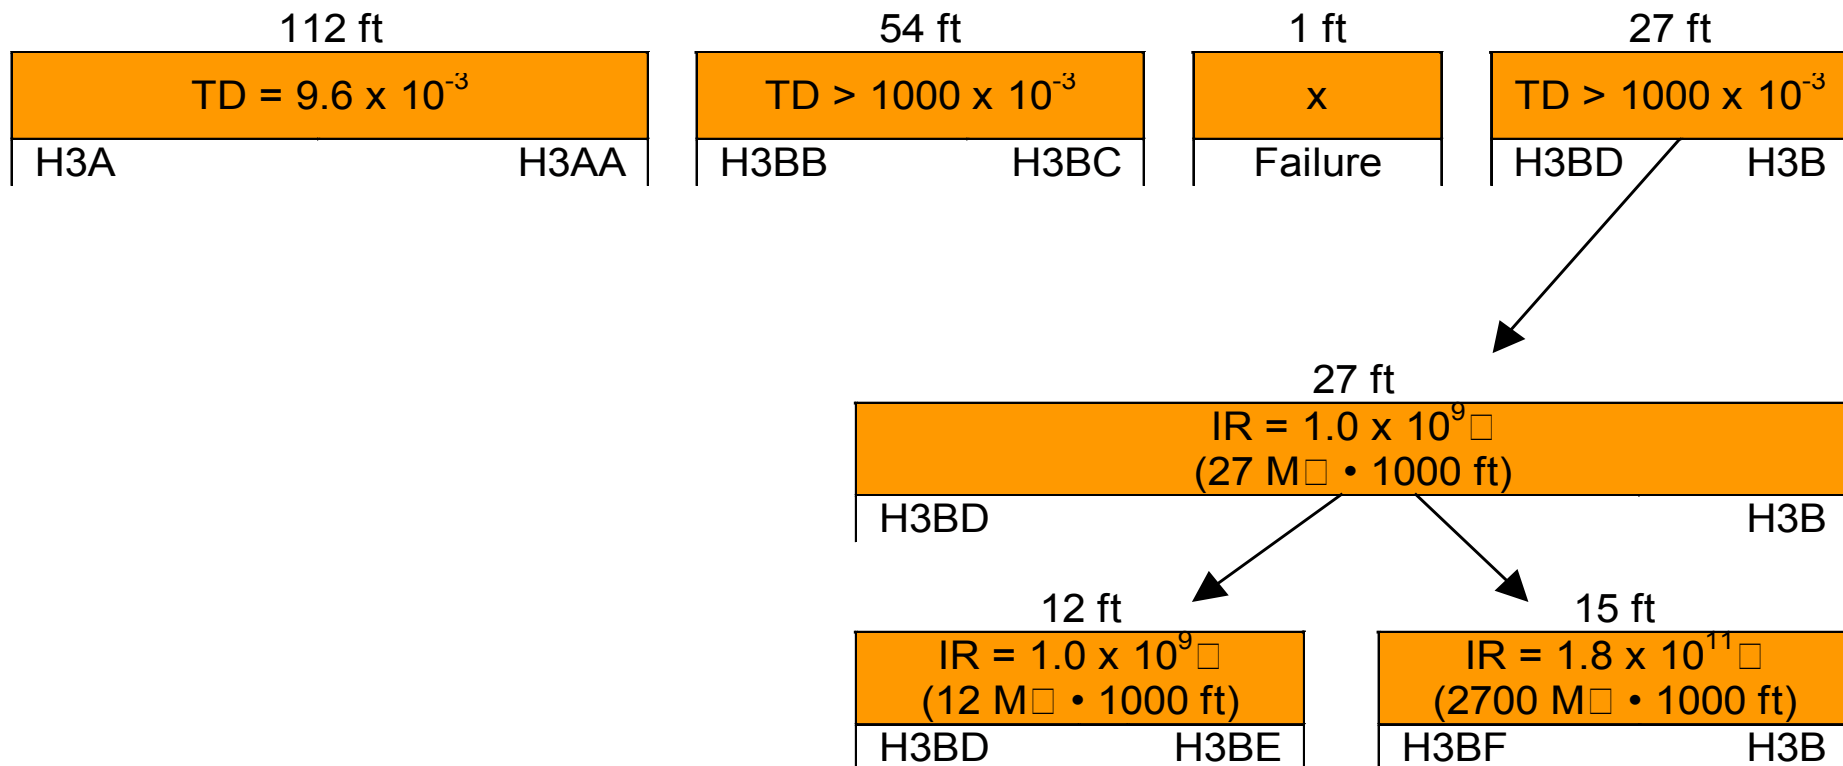 112 ft 54 ft 1 ft 27 ft
TD = 9.6 x 10⁻³ TD > 1000 x 10⁻³ x TD > 1000 x 10⁻³
H3A H3AA H3BB H3BC Failure H3BD H3B
27 ft
IR = 1.0 x 10⁹□
(27 M□ • 1000 ft)
H3BD H3B
12 ft 15 ft
IR = 1.0 x 10⁹□ IR = 1.8 x 10¹¹□
(12 M□ • 1000 ft) (2700 M□ • 1000 ft)
H3BD H3BE H3BF H3B